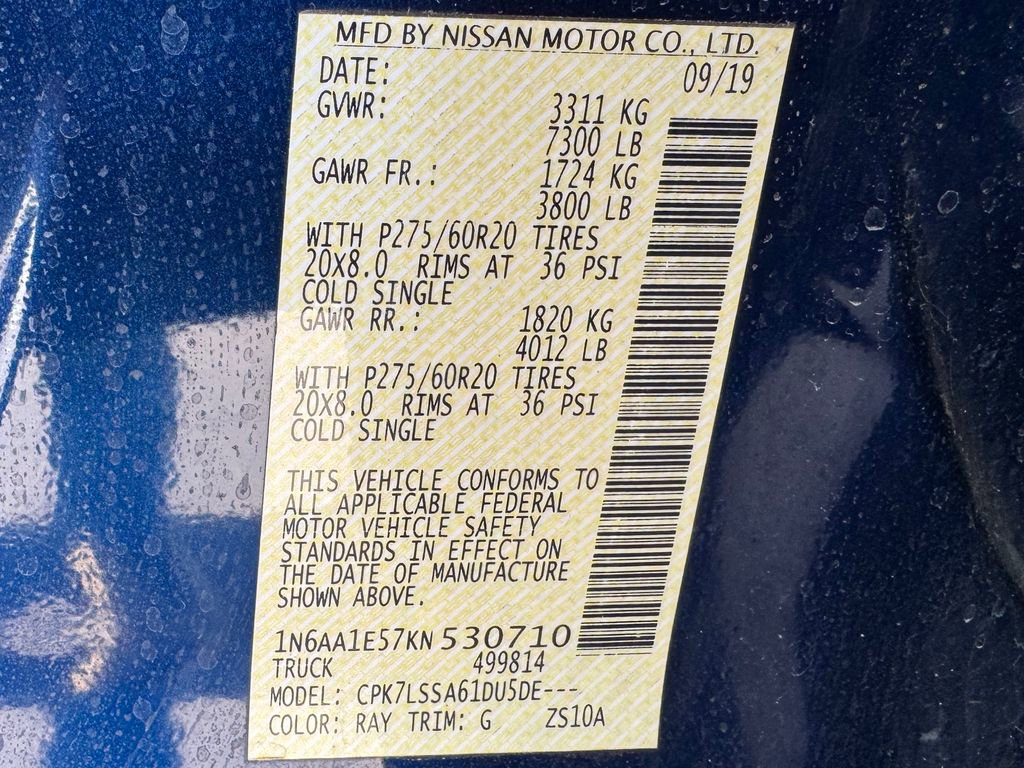 MFD BY NISSAN MOTOR CO., LTD.
DATE: 09/19
GVWR: 3311 KG
7300 LB
GAWR FR.: 1724 KG
3800 LB
WITH P275/60R20 TIRES
20X8.0 RIMS AT 36 PSI
COLD SINGLE
GAWR RR.: 1820 KG
4012 LB
WITH P275/60R20 TIRES
20X8.0 RIMS AT 36 PSI
COLD SINGLE
THIS VEHICLE CONFORMS TO
ALL APPLICABLE FEDERAL
MOTOR VEHICLE SAFETY
STANDARDS IN EFFECT ON
THE DATE OF MANUFACTURE
SHOWN ABOVE.
1N6AA1E57KN 530710
TRUCK 499814
MODEL: CPK7LSSA61DU5DE---
COLOR: RAY TRIM: G ZS10A